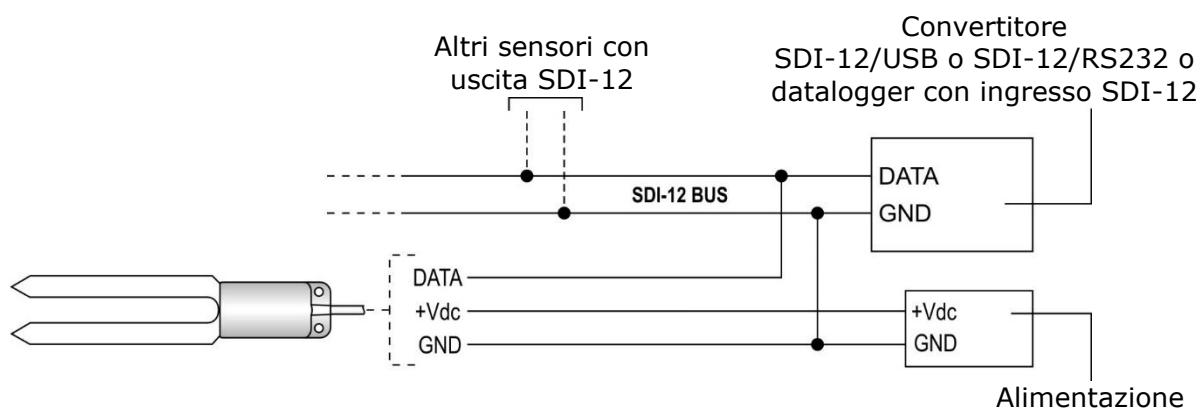 Altri sensori con
uscita SDI-12
Convertitore
SDI-12/USB o SDI-12/RS232 o
datalogger con ingresso SDI-12
SDI-12 BUS
DATA
GND
DATA
+Vdc
GND
+Vdc
GND
Alimentazione